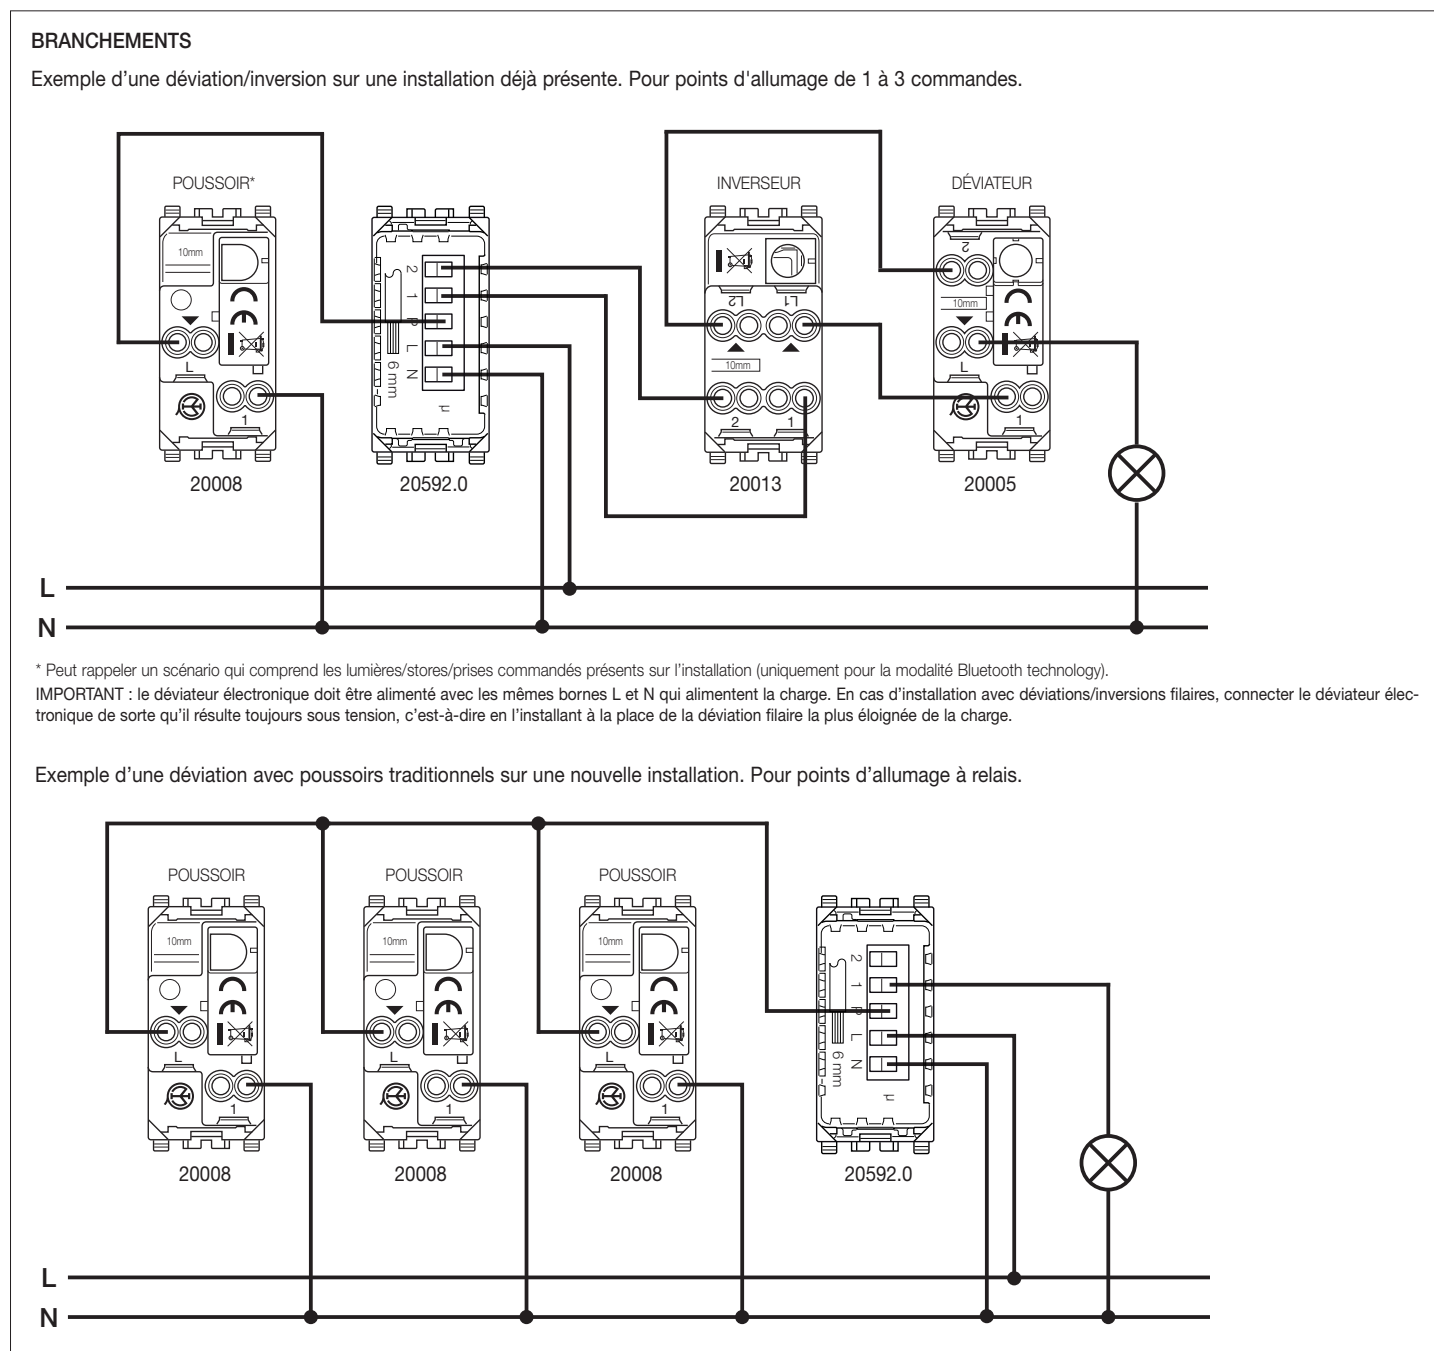 BRANCHEMENTS
Exemple d’une déviation/inversion sur une installation déjà présente. Pour points d'allumage de 1 à 3 commandes.
POUSSOIR*
INVERSEUR
DÉVIATEUR
10mm
L
1
2
1
P
L
N
6 mm
µ
L2
L1
10mm
2
1
2
10mm
L
1
20008
20592.0
20013
20005
L
N
* Peut rappeler un scénario qui comprend les lumières/stores/prises commandés présents sur l’installation (uniquement pour la modalité Bluetooth technology).
IMPORTANT : le déviateur électronique doit être alimenté avec les mêmes bornes L et N qui alimentent la charge. En cas d’installation avec déviations/inversions filaires, connecter le déviateur élec-
tronique de sorte qu’il résulte toujours sous tension, c’est-à-dire en l’installant à la place de la déviation filaire la plus éloignée de la charge.
Exemple d’une déviation avec poussoirs traditionnels sur une nouvelle installation. Pour points d’allumage à relais.
POUSSOIR
POUSSOIR
POUSSOIR
10mm
L
1
10mm
L
1
10mm
L
1
2
1
P
L
N
6 mm
µ
20008
20008
20008
20592.0
L
N